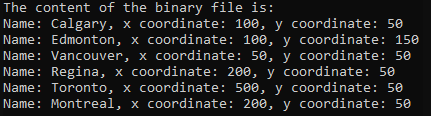 The content of the binary file is:
Name: Calgary, x coordinate: 100, y coordinate: 50
Name: Edmonton, x coordinate: 100, y coordinate: 150
Name: Vancouver, x coordinate: 50, y coordinate: 50
Name: Regina, x coordinate: 200, y coordinate: 50
Name: Toronto, x coordinate: 500, y coordinate: 50
Name: Montreal, x coordinate: 200, y coordinate: 50